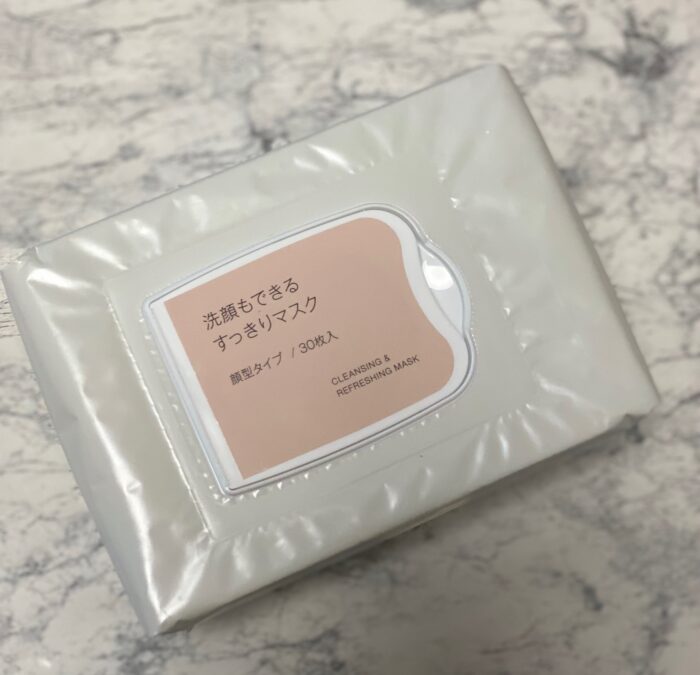 洗顔もできる
すっきりマスク
顔型タイプ / 30枚入
CLEANSING &
REFRESHING MASK